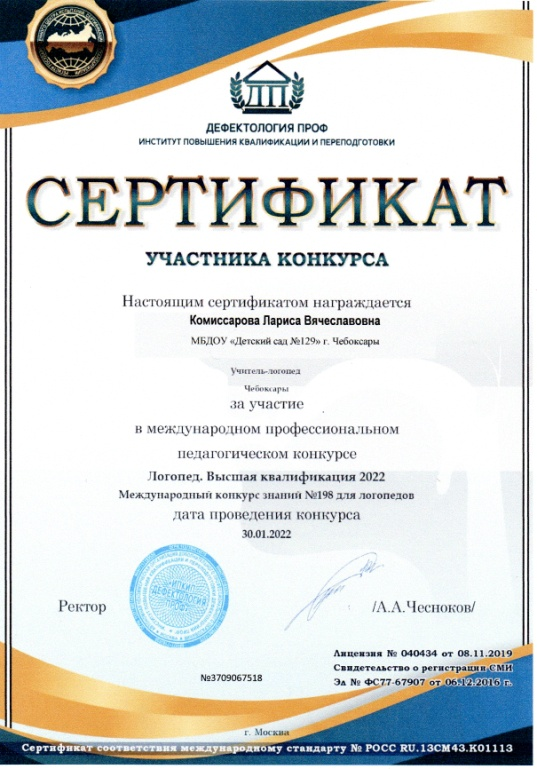 ДП
ДЕФЕКТОЛОГИЯ ПРОФ
ИНСТИТУТ ПОВЫШЕНИЯ КВАЛИФИКАЦИИ И ПЕРЕПОДГОТОВКИ
СЕРТИФИКАТ
УЧАСТНИКА КОНКУРСА
Настоящим сертификатом награждается
Комиссарова Лариса Вячеславовна
МБДОУ «Детский сад №129» г. Чебоксары
Учитель-логопед
Чебоксары
за участие
в международном профессиональном
педагогическом конкурсе
Логопед. Высшая квалификация 2022
Международный конкурс знаний №198 для логопедов
дата проведения конкурса
30.01.2022
ДЕФЕКТОЛОГИЯ
ПРОФ
Ректор
/А.А.Чесноков/
Лицензия № 040434 от 08.11.2019
Свидетельство о регистрации СМИ
Эл № ФС77-67907 от 06.12.2016 г.
№3709067518
г. Москва
Сертификат соответствия международному стандарту № РОСС RU.13СМ43.К01113